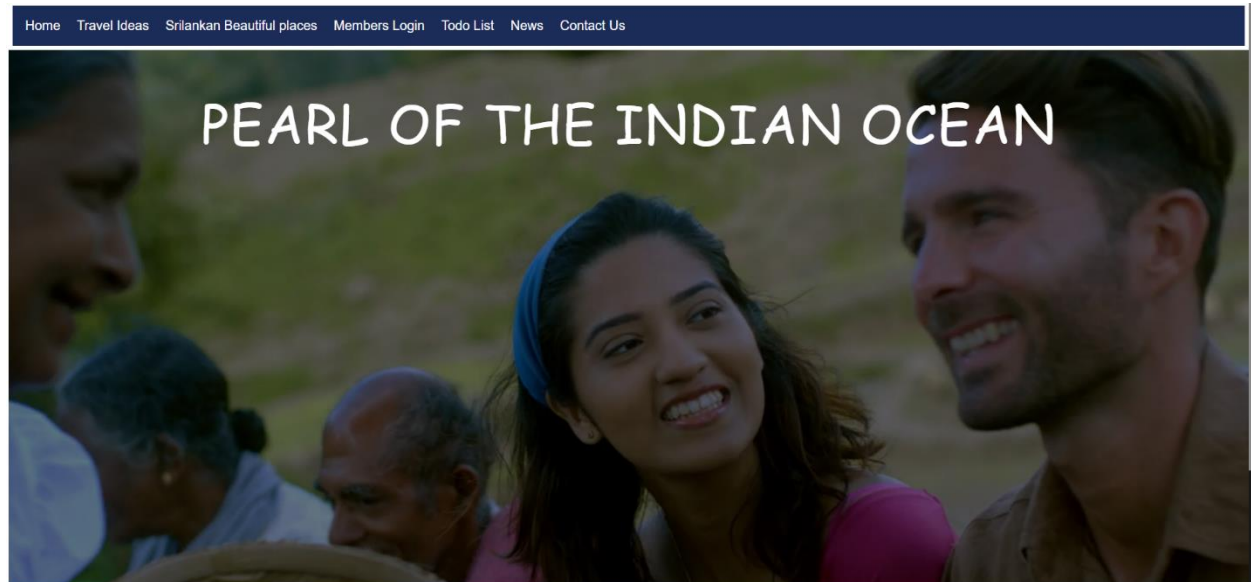 Home Travel Ideas Srilankan Beautiful places Members Login Todo List News Contact Us
PEARL OF THE INDIAN OCEAN